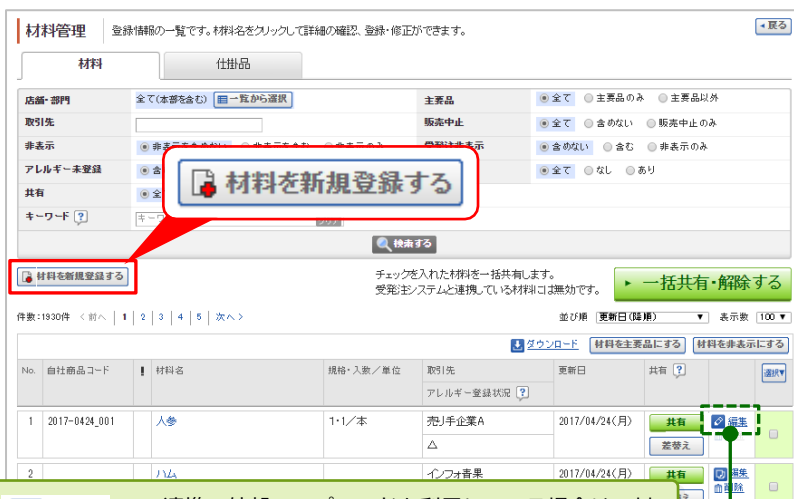 材料管理 登録情報の一覧です。材料名をクリックして詳細の確認、登録・修正ができます。 戻る
材料 仕掛品
店舗・部門 全て(本部を含む) 一覧から選択 主要品 全て 主要品のみ 主要品以外
取引先 販売中止 全て 含めない 販売中止のみ
非表示 含めない 含む 非表示のみ
アレルギー未登録 全て なし あり
共有
キーワード ?
材料を新規登録する
検索する
材料を新規登録する チェックを入れた材料を一括共有します。
受発注システムと連携している材料には無効です。 一括共有・解除する
件数:1930件 < 前へ | 1 | 2 | 3 | 4 | 5 | 次へ > 並び順 更新日(降順) 表示数 100
ダウンロード 材料を主要品にする 材料を非表示にする
No. 自社商品コード ! 材料名 規格・入数/単位 取引先 更新日 共有 ? 選択
アレルギー登録状況 ?
1 2017-0424_001 人参 1・1/本 売り手企業A 2017/04/24(月) 共有 編集
△ 差替え
2 ハム インフォ青果 2017/04/24(月) 共有 編集
削除